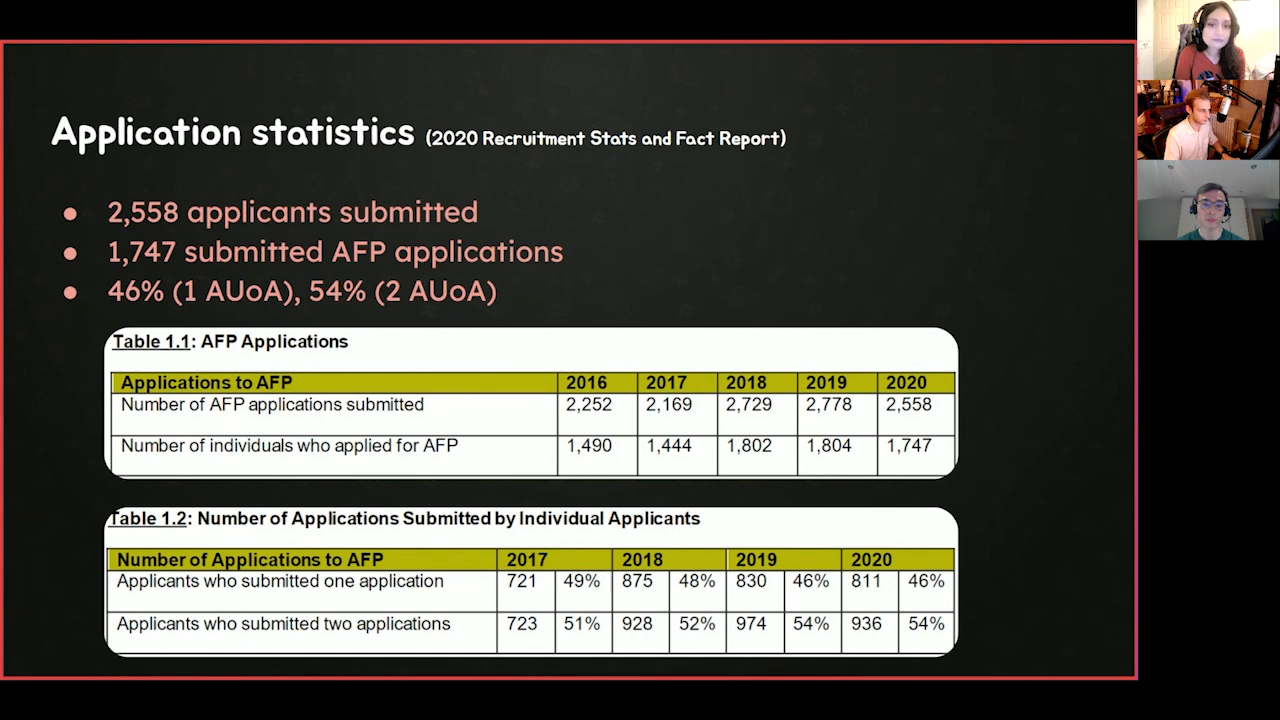 Application statistics (2020 Recruitment Stats and Fact Report)
● 2,558 applicants submitted
● 1,747 submitted AFP applications
● 46% (1 AUoA), 54% (2 AUoA)
Table 1.1: AFP Applications
Applications to AFP 2016 2017 2018 2019 2020
Number of AFP applications submitted 2,252 2,169 2,729 2,778 2,558
Number of individuals who applied for AFP 1,490 1,444 1,802 1,804 1,747
Table 1.2: Number of Applications Submitted by Individual Applicants
Number of Applications to AFP 2017 2018 2019 2020
Applicants who submitted one application 721 49% 875 48% 830 46% 811 46%
Applicants who submitted two applications 723 51% 928 52% 974 54% 936 54%